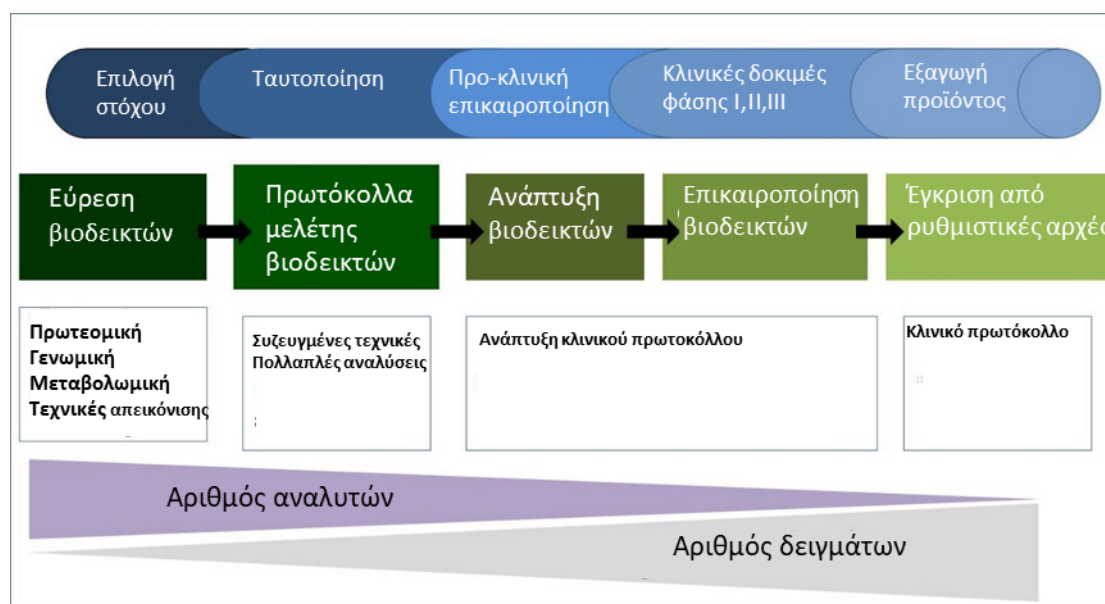 Επιλογή
στόχου
Ταυτοποίηση
Προ-κλινική
επικαιροποίηση
Κλινικές δοκιμές
φάσης Ι,ΙΙ,ΙΙΙ
Εξαγωγή
προϊόντος
Εύρεση
βιοδεικτών
Πρωτόκολλα
μελέτης
βιοδεικτών
Ανάπτυξη
βιοδεικτών
Επικαιροποίηση
βιοδεικτών
Έγκριση από
ρυθμιστικές αρχές
Πρωτεομική
Γενωμική
Μεταβολωμική
Τεχνικές απεικόνισης
Συζευγμένες τεχνικές
Πολλαπλές αναλύσεις
Ανάπτυξη κλινικού πρωτοκόλλου
Κλινικό πρωτόκολλο
Αριθμός αναλυτών
Αριθμός δειγμάτων